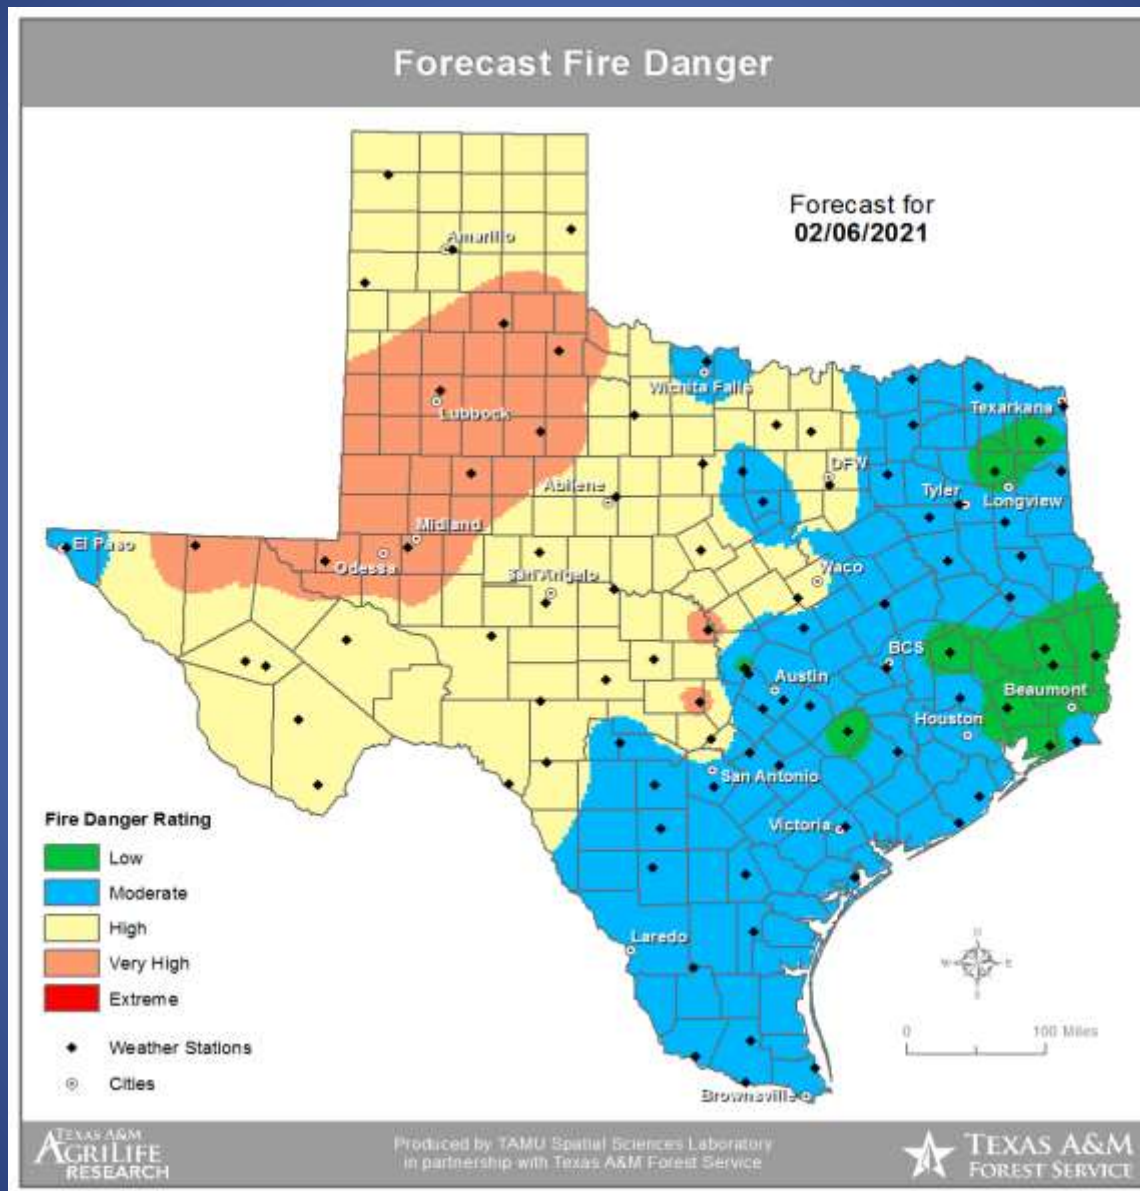 Forecast Fire Danger
Forecast for
02/06/2021
Amarillo
Wichita Falls
Lubbock
Texarkana
DFW
Abilene
Tyler
Longview
Midland
El Paso
Odessa
San Angelo
Waco
BCS
Austin
Beaumont
Houston
San Antonio
Victoria
Laredo
Brownsville
Fire Danger Rating
Low
Moderate
High
Very High
Extreme
Weather Stations
Cities
N
W E
S
0 100 Miles
TEXAS A&M
AGRILIFE
RESEARCH
Produced by TAMU Spatial Sciences Laboratory
in partnership with Texas A&M Forest Service
TEXAS A&M
FOREST SERVICE